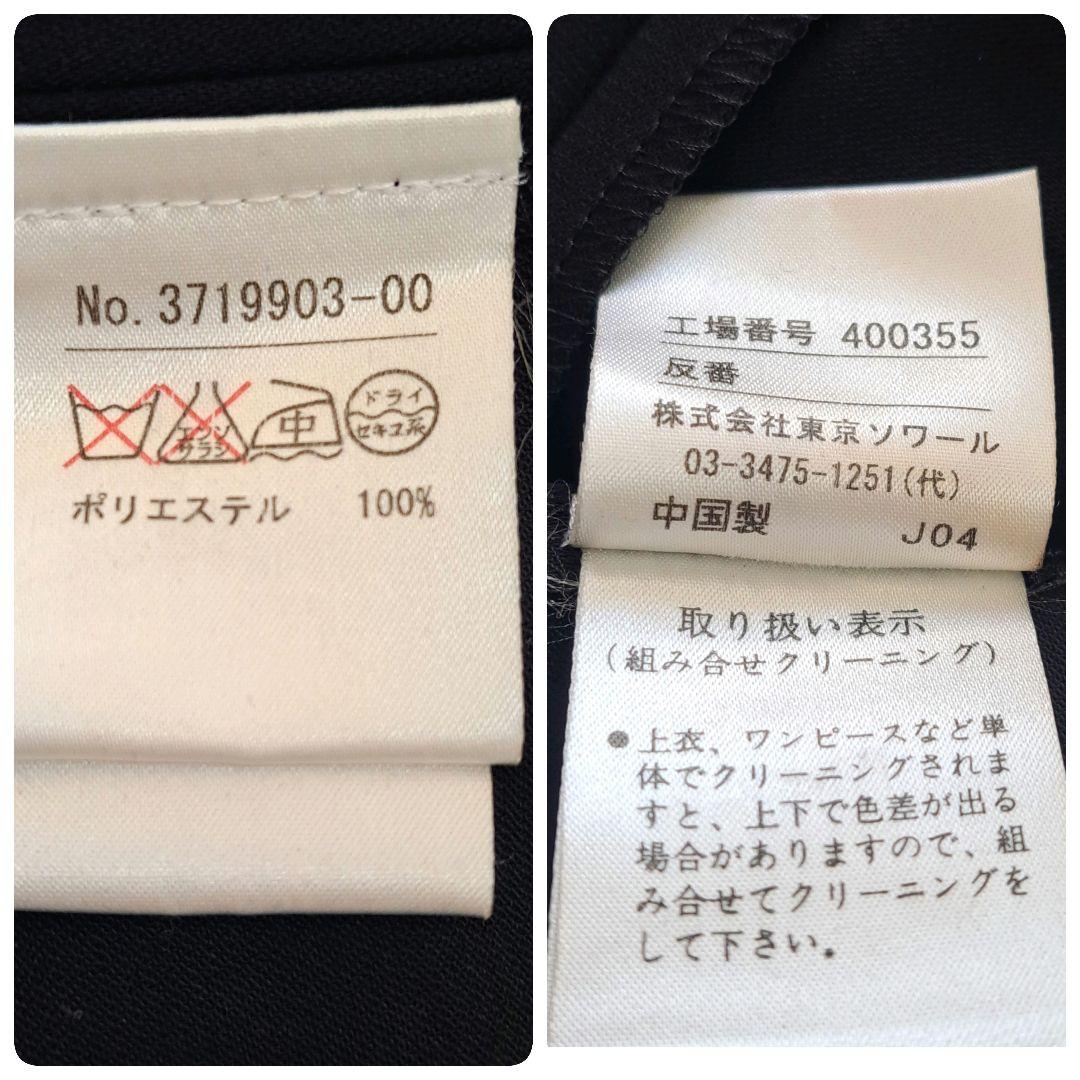 No. 3719903-00
エンソ
サラシ
中
ドライ
セキユ系
ポリエステル 100%
工場番号 400355
反番
株式会社東京ソワール
03-3475-1251(代)
中国製 J04
取り扱い表示
(組み合せクリーニング)
●上衣、ワンピースなど単
体でクリーニングされま
すと、上下で色差が出る
場合がありますので、組
み合せてクリーニングを
して下さい。